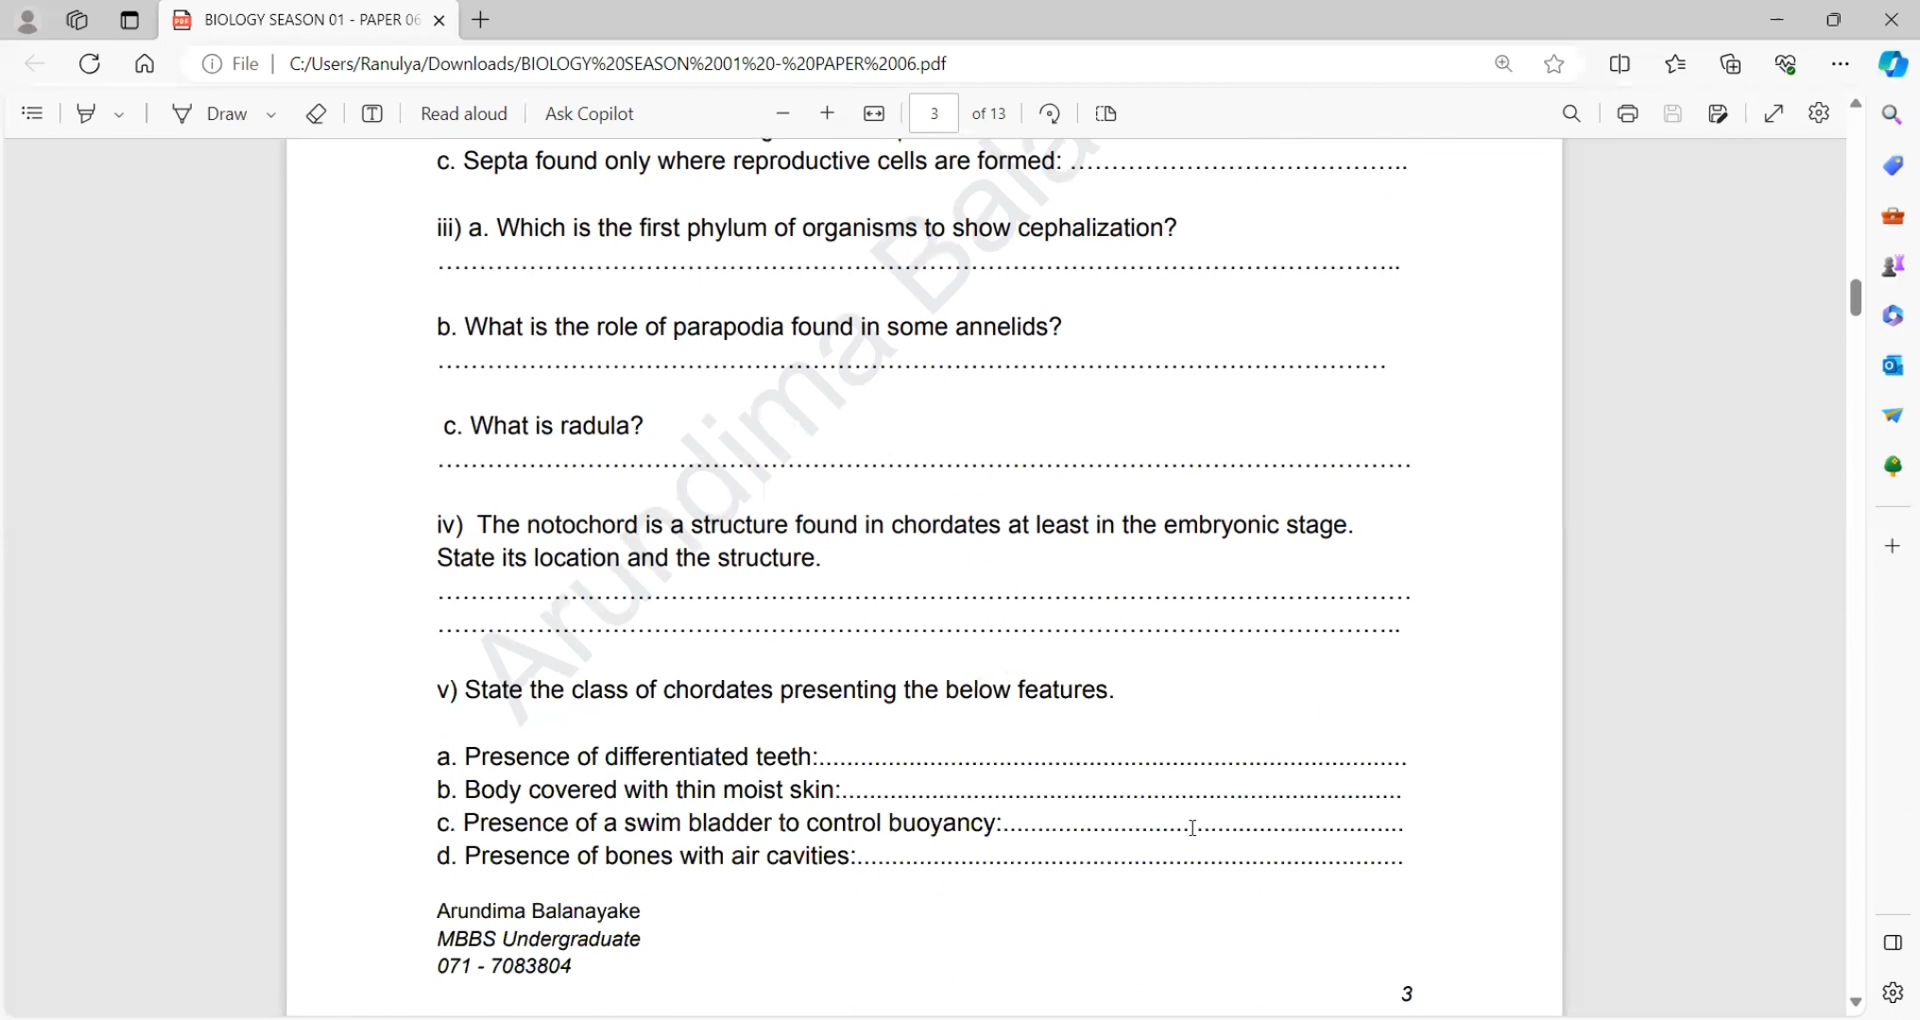 BIOLOGY SEASON 01 - PAPER 06
File
C:/Users/Ranulya/Downloads/BIOLOGY%20SEASON%2001%20-%20PAPER%2006.pdf
Draw
Read aloud
Ask Copilot
3 of 13
c. Septa found only where reproductive cells are formed: ........................................
iii) a. Which is the first phylum of organisms to show cephalization?
....................................................................................................
b. What is the role of parapodia found in some annelids?
....................................................................................................
c. What is radula?
....................................................................................................
iv) The notochord is a structure found in chordates at least in the embryonic stage.
State its location and the structure.
....................................................................................................
....................................................................................................
v) State the class of chordates presenting the below features.
a. Presence of differentiated teeth:....................................................................................
b. Body covered with thin moist skin:.................................................................................
c. Presence of a swim bladder to control buoyancy:..........................................................
d. Presence of bones with air cavities:...............................................................................
Arundima Balanayake
MBBS Undergraduate
071 - 7083804
3
Arundima Bala